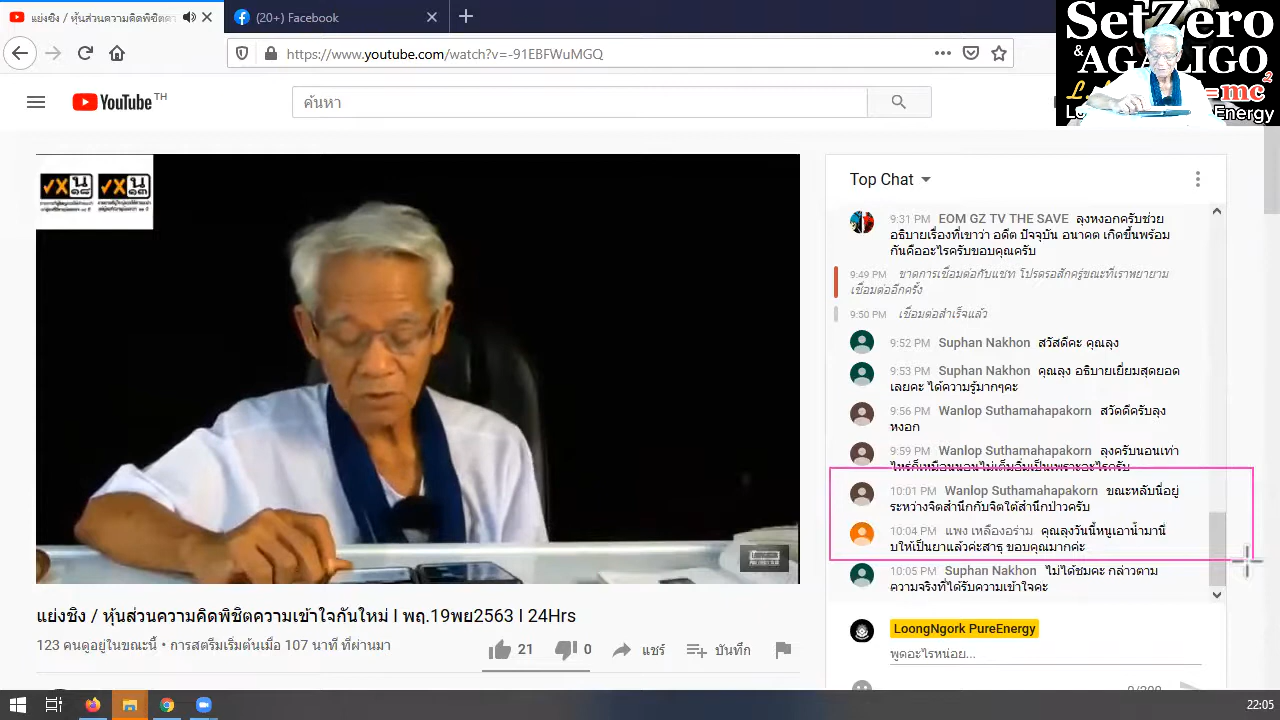 แย่งชิง / หุ้นส่วนความคิดพิชิตคว
(20+) Facebook
https://www.youtube.com/watch?v=-91EBFWuMGQ
SetZero
&
AGALIGO
=mc2
Energy
YouTube TH
ค้นหา
Top Chat
9:31 PM EOM GZ TV THE SAVE ลุงหงอกครับช่วย
อธิบายเรื่องที่เขาว่า อดีต ปัจจุบัน อนาคต เกิดขึ้นพร้อม
กันคืออะไรครับขอบคุณครับ
9:49 PM ขาดการเชื่อมต่อกับแชท โปรดรอสักครู่ขณะที่เราพยายาม
เชื่อมต่ออีกครั้ง
9:50 PM เชื่อมต่อสำเร็จแล้ว
9:52 PM Suphan Nakhon สวัสดีคะ คุณลุง
9:53 PM Suphan Nakhon คุณลุง อธิบายเยี่ยมสุดยอด
เลยคะ ได้ความรู้มากๆคะ
9:56 PM Wanlop Suthamahapakorn สวัดดีครับลุง
หงอก
9:59 PM Wanlop Suthamahapakorn ลุงครับนอนเท่า
ไหร่ก็เหมือนนอนไม่เต็มอิ่มเป็นเพราะอะไรครับ
10:01 PM Wanlop Suthamahapakorn ขณะหลับนี่อยู่
ระหว่างจิตสำนึกกับจิตใต้สำนึกป่าวครับ
10:04 PM แพง เหลืองอร่าม คุณลุงวันนี้หนูเอาน้ำมานี่
บให้เป็นยาแล้วค่ะสาธุ ขอบคุณมากค่ะ
10:05 PM Suphan Nakhon ไม่ได้ชมคะ กล่าวตาม
ความจริงที่ได้รับความเข้าใจคะ
LoongNgork PureEnergy
พูดอะไรหน่อย...
0/200
แย่งชิง / หุ้นส่วนความคิดพิชิตความเข้าใจกันใหม่ I พฤ.19พย2563 I 24Hrs
123 คนดูอยู่ในขณะนี้ • การสตรีมเริ่มต้นเมื่อ 107 นาที ที่ผ่านมา
21
0
แชร์
บันทึก
22:05